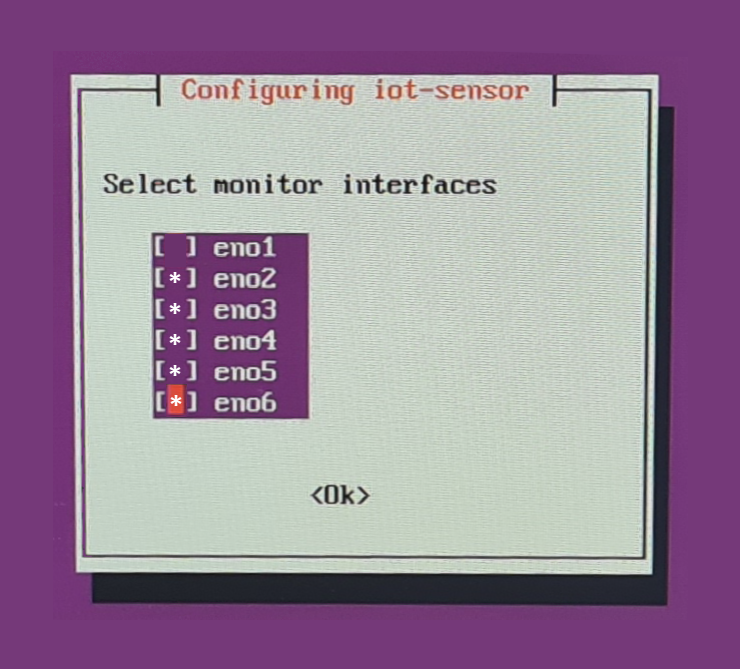 Configuring iot-sensor
Select monitor interfaces
[ ] eno1
[*] eno2
[*] eno3
[*] eno4
[*] eno5
[*] eno6
<Ok>